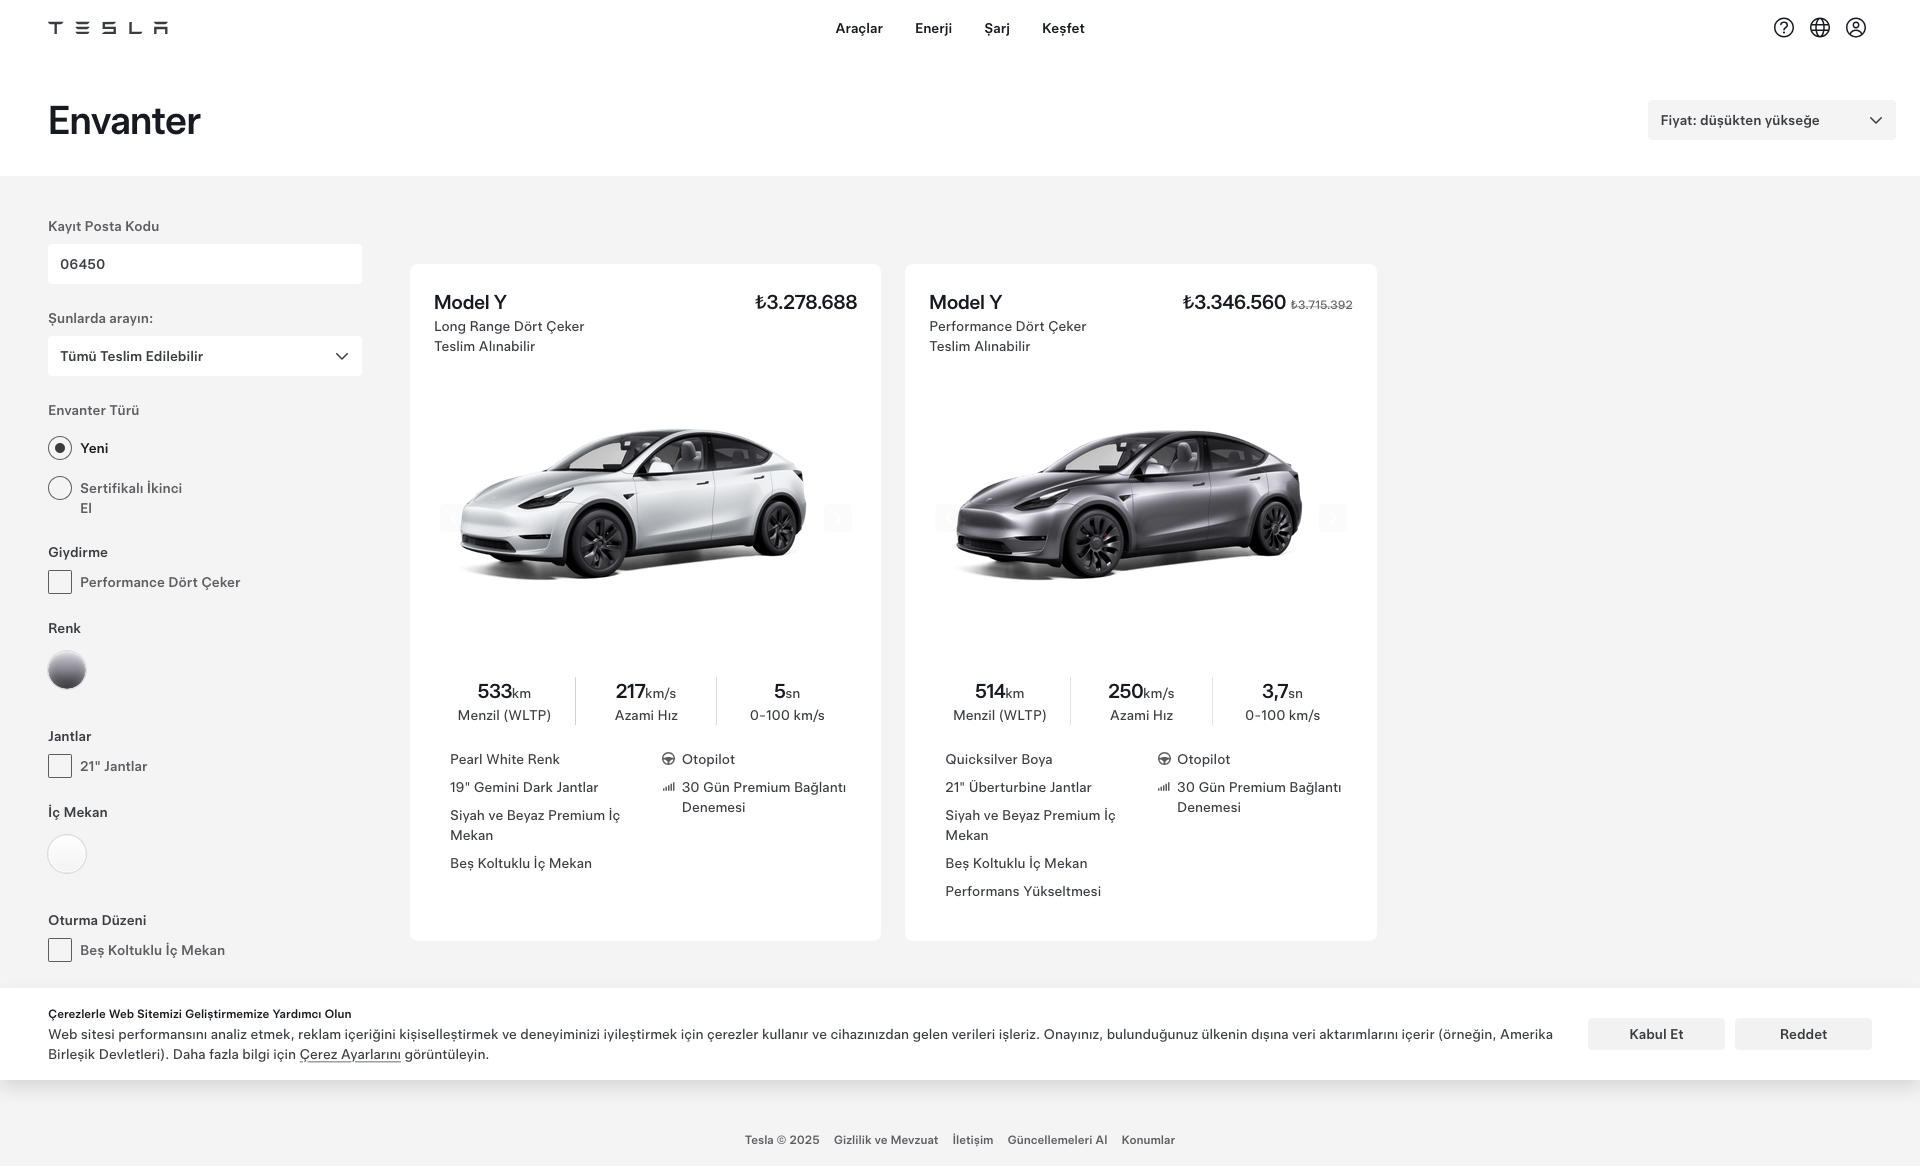 TESLA
Araçlar
Enerji
Şarj
Keşfet
Envanter
Fiyat: düşükten yükseğe
Kayıt Posta Kodu
06450
Şunlarda arayın:
Tümü Teslim Edilebilir
Envanter Türü
Yeni
Sertifikalı İkinci
El
Giydirme
Performance Dört Çeker
Renk
Jantlar
21" Jantlar
İç Mekan
Oturma Düzeni
Beş Koltuklu İç Mekan
Model Y
₺3.278.688
Long Range Dört Çeker
Teslim Alınabilir
533km
Menzil (WLTP)
217km/s
Azami Hız
5sn
0-100 km/s
Pearl White Renk
19" Gemini Dark Jantlar
Siyah ve Beyaz Premium İç
Mekan
Beş Koltuklu İç Mekan
Otopilot
30 Gün Premium Bağlantı
Denemesi
Model Y
₺3.346.560 ₺3.715.392
Performance Dört Çeker
Teslim Alınabilir
514km
Menzil (WLTP)
250km/s
Azami Hız
3,7sn
0-100 km/s
Quicksilver Boya
21" Überturbine Jantlar
Siyah ve Beyaz Premium İç
Mekan
Beş Koltuklu İç Mekan
Performans Yükseltmesi
Otopilot
30 Gün Premium Bağlantı
Denemesi
Çerezlerle Web Sitemizi Geliştirmemize Yardımcı Olun
Web sitesi performansını analiz etmek, reklam içeriğini kişiselleştirmek ve deneyiminizi iyileştirmek için çerezler kullanır ve cihazınızdan gelen verileri işleriz. Onayınız, bulunduğunuz ülkenin dışına veri aktarımlarını içerir (örneğin, Amerika
Birleşik Devletleri). Daha fazla bilgi için Çerez Ayarlarını görüntüleyin.
Kabul Et
Reddet
Tesla © 2025
Gizlilik ve Mevzuat
İletişim
Güncellemeleri Al
Konumlar